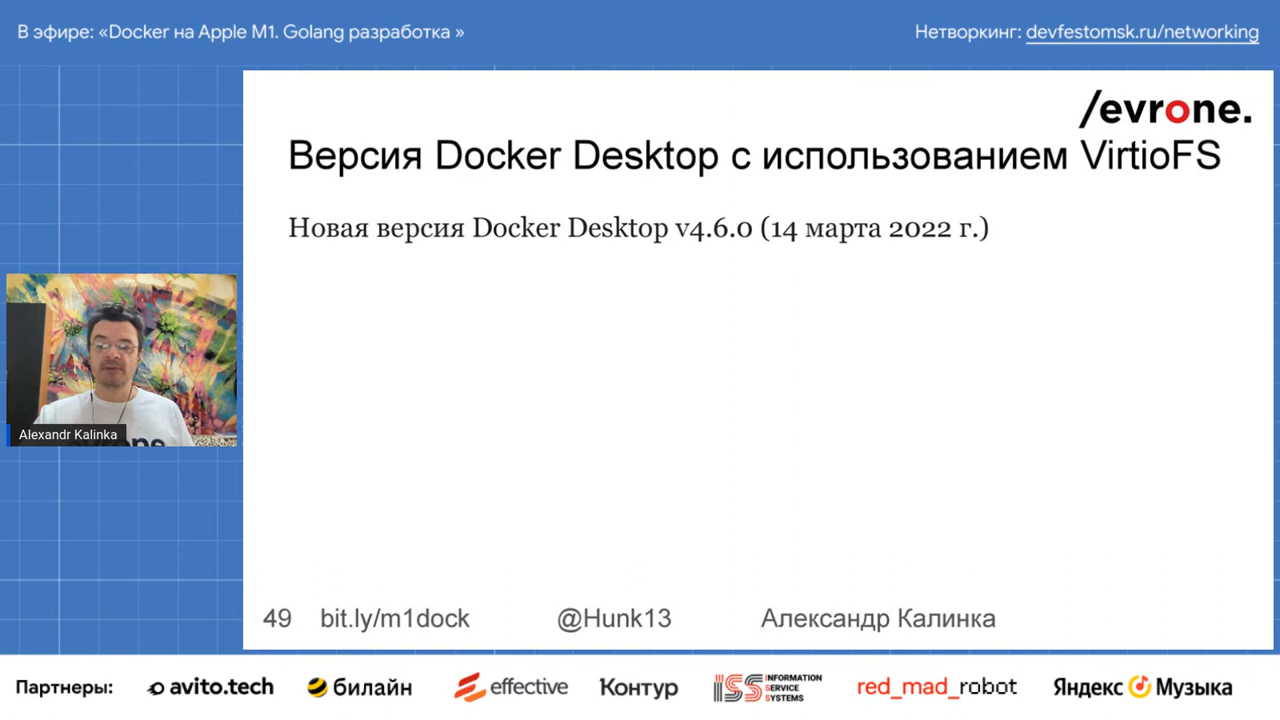 В эфире: «Docker на Apple M1. Golang разработка »
Нетворкинг: devfestomsk.ru/networking
/evrone.
Версия Docker Desktop с использованием VirtioFS
Новая версия Docker Desktop v4.6.0 (14 марта 2022 г.)
Alexandr Kalinka
49 bit.ly/m1dock @Hunk13 Александр Калинка
Партнеры: avito.tech билайн effective Контур ISS INFORMATION SERVICE SYSTEMS red_mad_robot Яндекс Музыка